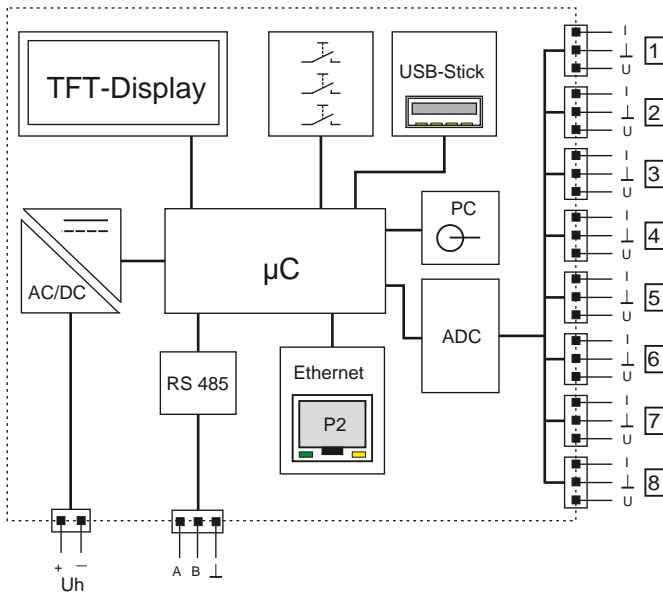 TFT-Display
USB-Stick
PC
µC
AC/DC
ADC
RS 485
Ethernet
P2
I
⊥
U
1
I
⊥
U
2
I
⊥
U
3
I
⊥
U
4
I
⊥
U
5
I
⊥
U
6
I
⊥
U
7
I
⊥
U
8
+ −
Uh
A B ⊥